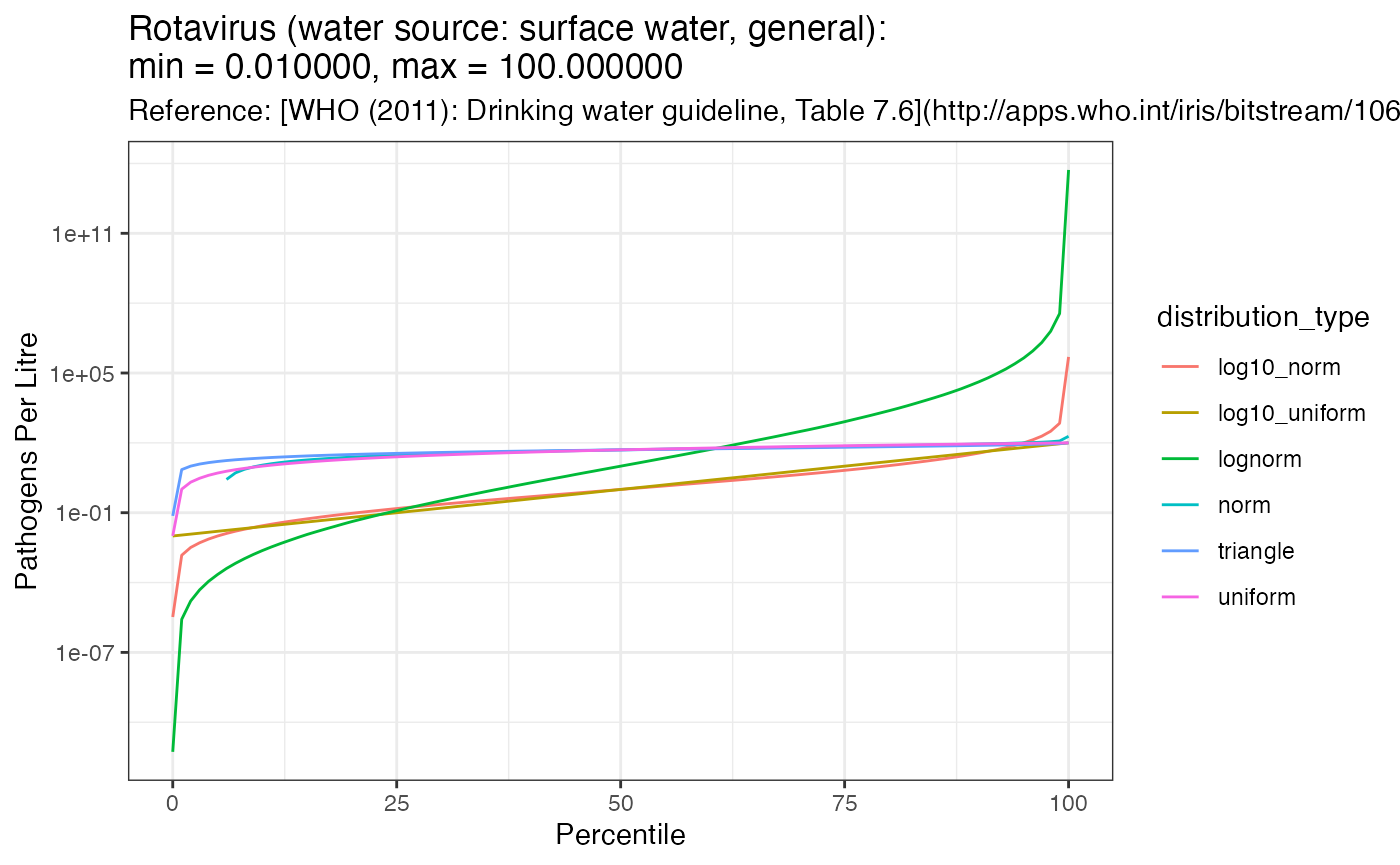 Rotavirus (water source: surface water, general):
min = 0.010000, max = 100.000000
Reference: [WHO (2011): Drinking water guideline, Table 7.6](http://apps.who.int/iris/bitstream/106
1e+11
1e+05
1e-01
1e-07
Pathogens Per Litre
0 25 50 75 100
Percentile
distribution_type
log10_norm
log10_uniform
lognorm
norm
triangle
uniform